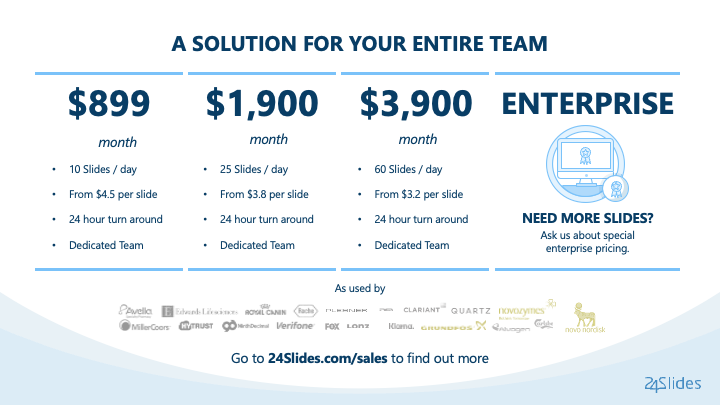 A SOLUTION FOR YOUR ENTIRE TEAM
$899
month
• 10 Slides / day
• From $4.5 per slide
• 24 hour turn around
• Dedicated Team
$1,900
month
• 25 Slides / day
• From $3.8 per slide
• 24 hour turn around
• Dedicated Team
$3,900
month
• 60 Slides / day
• From $3.2 per slide
• 24 hour turn around
• Dedicated Team
ENTERPRISE
NEED MORE SLIDES?
Ask us about special
enterprise pricing.
As used by
Avella Edwards Lifesciences ROYAL CANIN Roche CLARIANT QUARTZ novozymes
MillerCoors MYTRUST NinthDecimal Verifone FOX Klarna. GRUNDFOS Carlsberg novo nordisk
Go to 24Slides.com/sales to find out more
24Slides